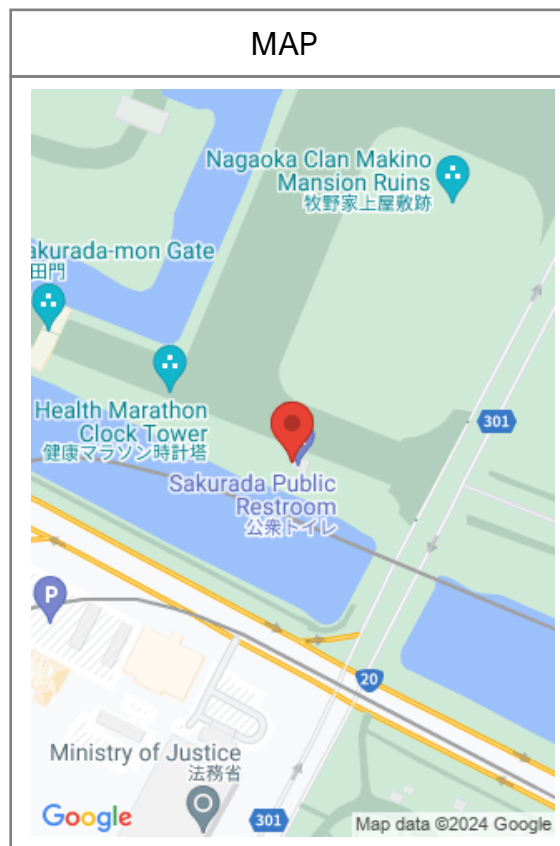 MAP
Nagaoka Clan Makino
Mansion Ruins
牧野家上屋敷跡
akurada-mon Gate
田門
301
Health Marathon
Clock Tower
健康マラソン時計塔
Sakurada Public
Restroom
公衆トイレ
P
20
Ministry of Justice
法務省
Google
301
Map data ©2024 Google